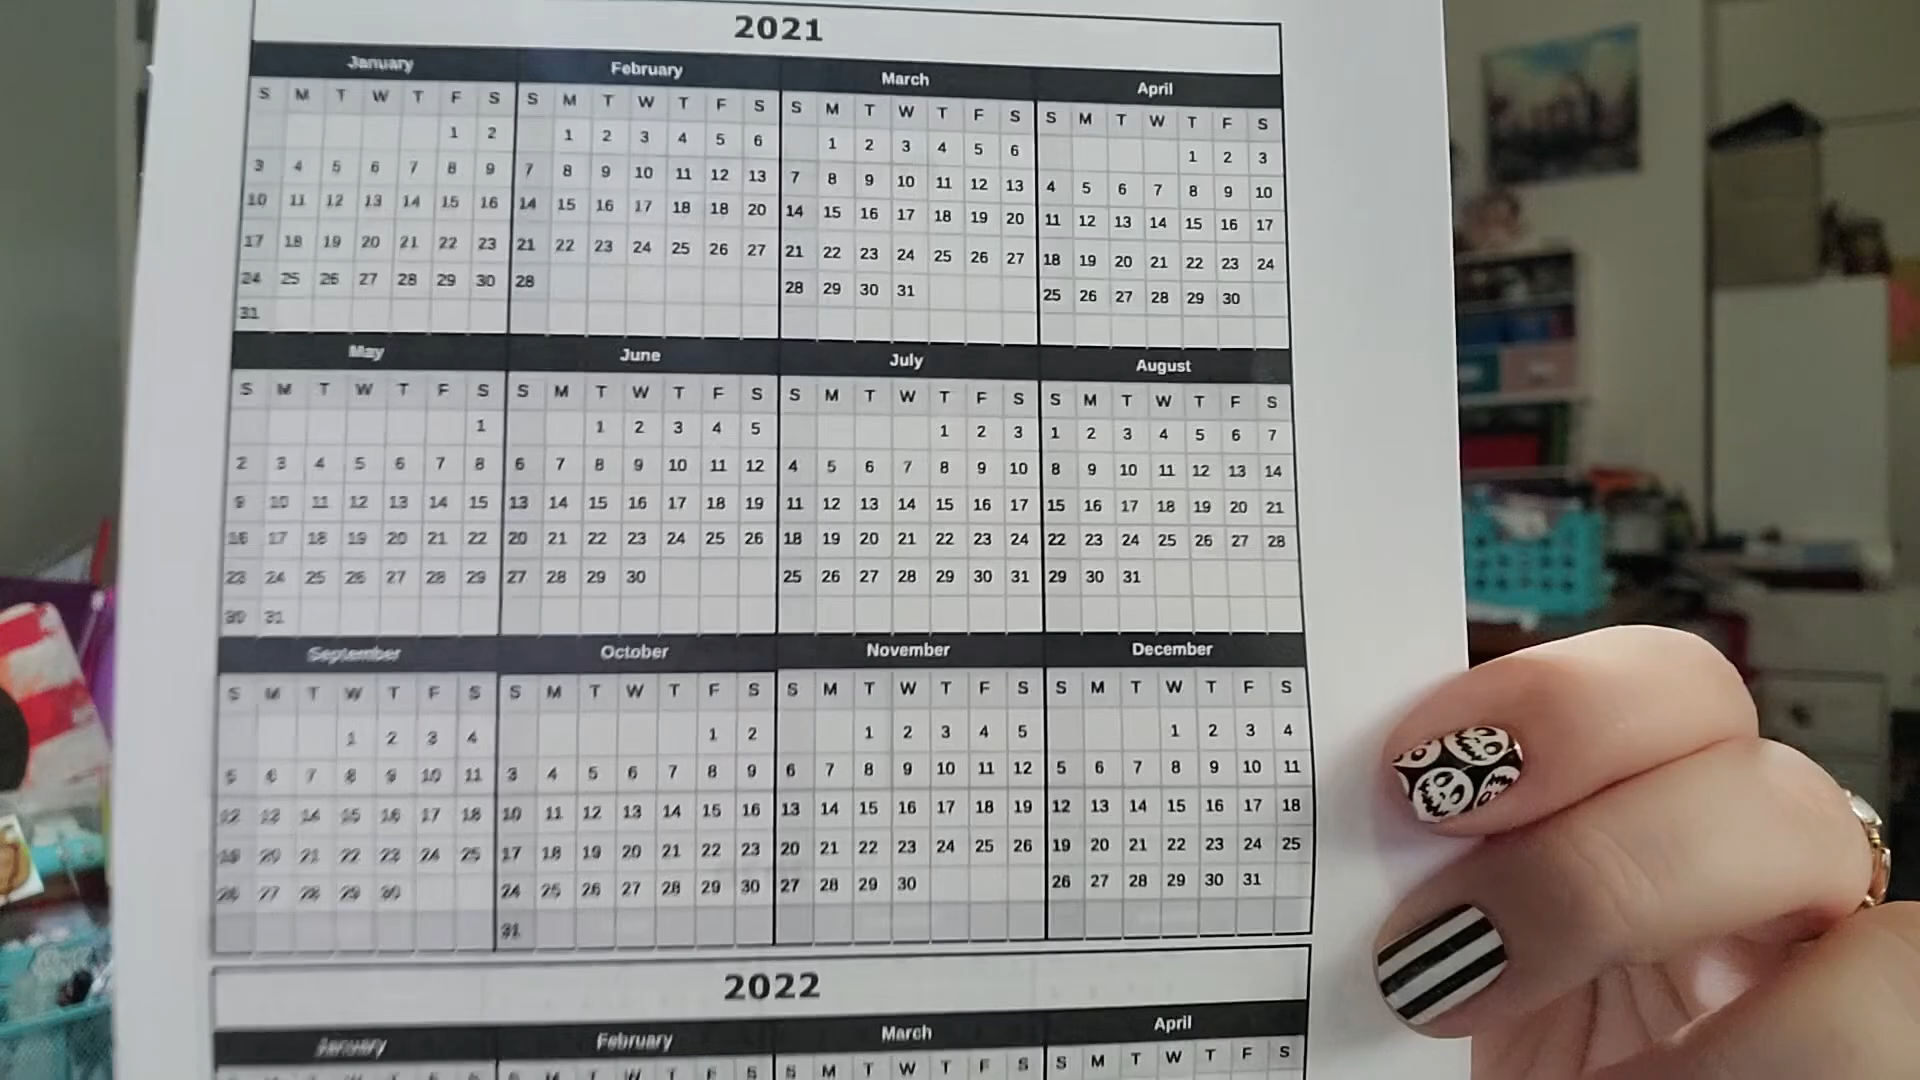 2021
January
S M T W T F S
1 2
3 4 5 6 7 8 9
10 11 12 13 14 15 16
17 18 19 20 21 22 23
24 25 26 27 28 29 30
31
February
S M T W T F S
1 2 3 4 5 6
7 8 9 10 11 12 13
14 15 16 17 18 18 20
21 22 23 24 25 26 27
28
March
S M T W T F S
1 2 3 4 5 6
7 8 9 10 11 12 13
14 15 16 17 18 19 20
21 22 23 24 25 26 27
28 29 30 31
April
S M T W T F S
1 2 3
4 5 6 7 8 9 10
11 12 13 14 15 16 17
18 19 20 21 22 23 24
25 26 27 28 29 30
May
S M T W T F S
1
2 3 4 5 6 7 8
9 10 11 12 13 14 15
16 17 18 19 20 21 22
23 24 25 26 27 28 29
30 31
June
S M T W T F S
1 2 3 4 5
6 7 8 9 10 11 12
13 14 15 16 17 18 19
20 21 22 23 24 25 26
27 28 29 30
July
S M T W T F S
1 2 3
4 5 6 7 8 9 10
11 12 13 14 15 16 17
18 19 20 21 22 23 24
25 26 27 28 29 30 31
August
S M T W T F S
1 2 3 4 5 6 7
8 9 10 11 12 13 14
15 16 17 18 19 20 21
22 23 24 25 26 27 28
29 30 31
September
S M T W T F S
1 2 3 4
5 6 7 8 9 10 11
12 13 14 15 16 17 18
19 20 21 22 23 24 25
26 27 28 29 30
October
S M T W T F S
1 2
3 4 5 6 7 8 9
10 11 12 13 14 15 16
17 18 19 20 21 22 23
24 25 26 27 28 29 30
31
November
S M T W T F S
1 2 3 4 5
6 7 8 9 10 11 12
13 14 15 16 17 18 19
20 21 22 23 24 25 26
27 28 29 30
December
S M T W T F S
1 2 3 4
5 6 7 8 9 10 11
12 13 14 15 16 17 18
19 20 21 22 23 24 25
26 27 28 29 30 31
2022
January
February
March
S M T W T F S
April
S M T W T F S